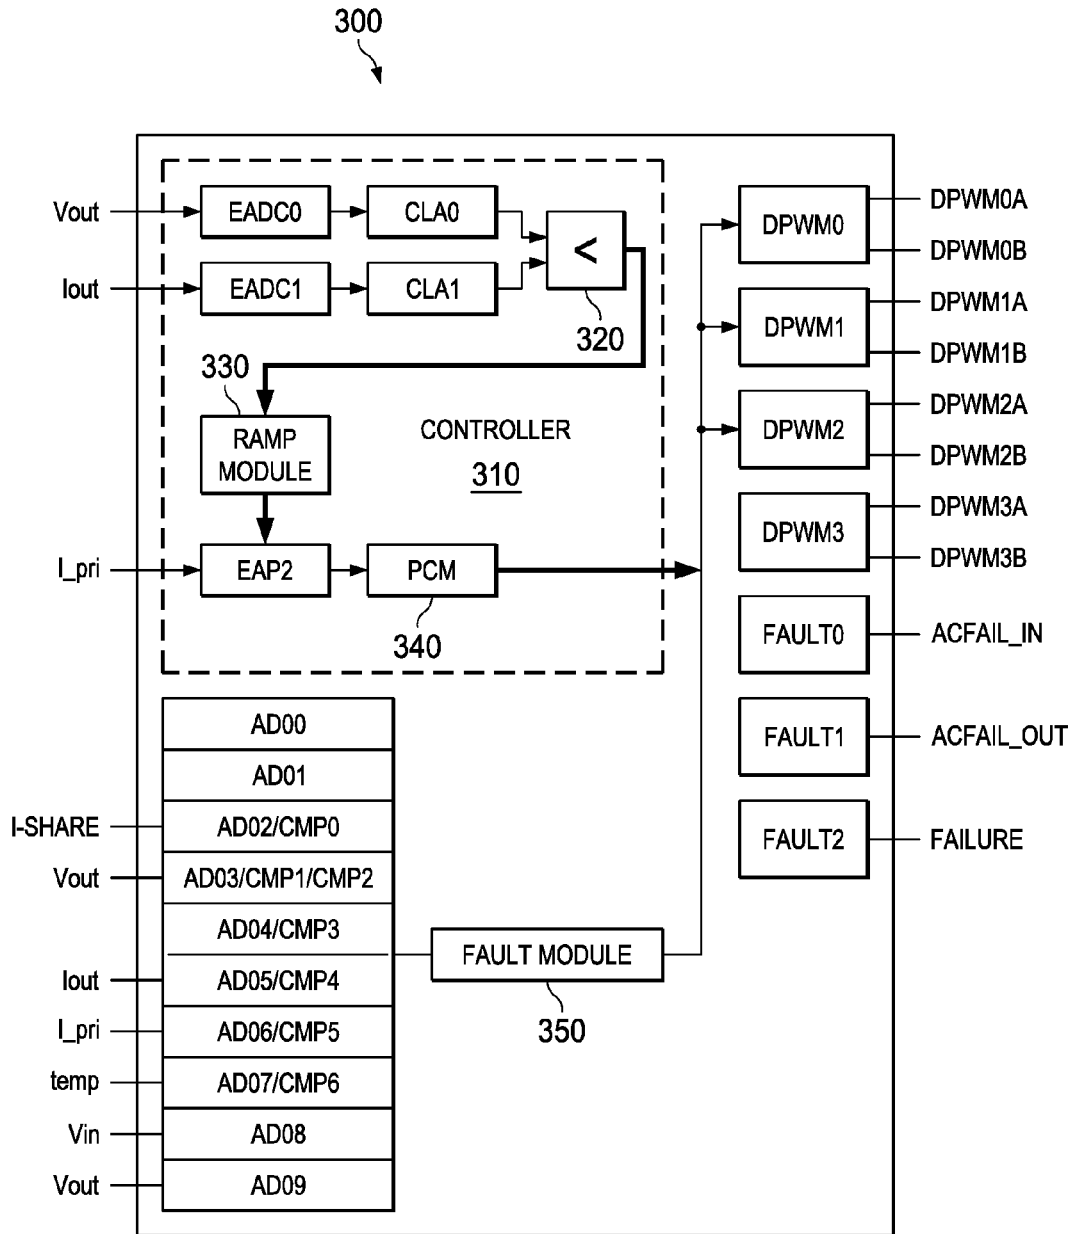 300
Vout
EADC0
CLA0
<
320
Iout
EADC1
CLA1
330
RAMP
MODULE
CONTROLLER
310
I_pri
EAP2
PCM
340
DPWM0
DPWM0A
DPWM0B
DPWM1
DPWM1A
DPWM1B
DPWM2
DPWM2A
DPWM2B
DPWM3
DPWM3A
DPWM3B
FAULT0
ACFAIL_IN
FAULT1
ACFAIL_OUT
FAULT2
FAILURE
AD00
AD01
I-SHARE
AD02/CMP0
Vout
AD03/CMP1/CMP2
AD04/CMP3
Iout
AD05/CMP4
I_pri
AD06/CMP5
temp
AD07/CMP6
Vin
AD08
Vout
AD09
FAULT MODULE
350